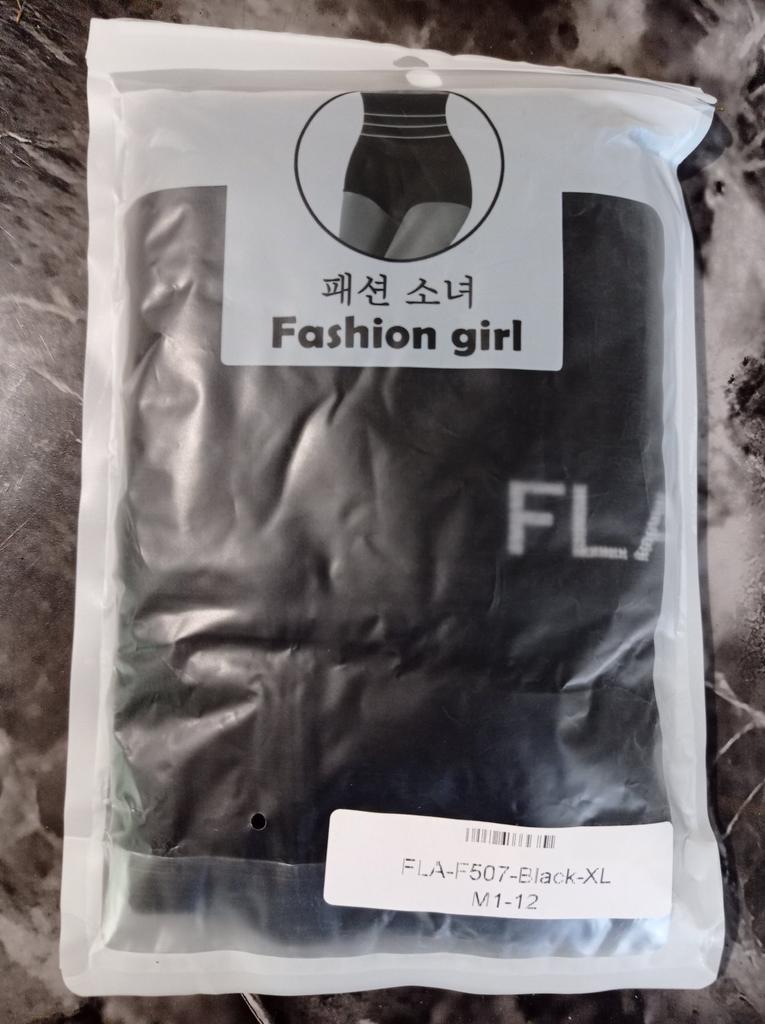 패션 소녀
Fashion girl
FLA
FLA-F507-Black-XL
M1-12